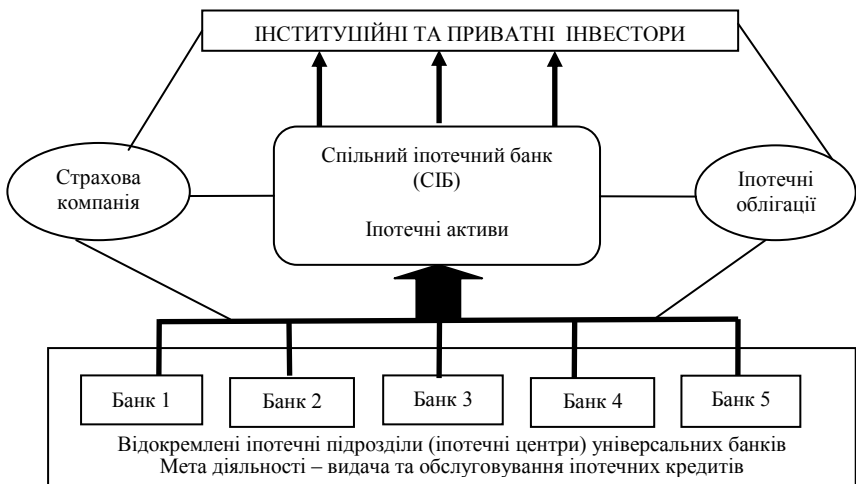 ІНСТИТУЦІЙНІ ТА ПРИВАТНІ ІНВЕСТОРИ
Спільний іпотечний банк
(СІБ)
Іпотечні активи
Страхова
компанія
Іпотечні
облігації
Банк 1
Банк 2
Банк 3
Банк 4
Банк 5
Відокремлені іпотечні підрозділи (іпотечні центри) універсальних банків
Мета діяльності – видача та обслуговування іпотечних кредитів